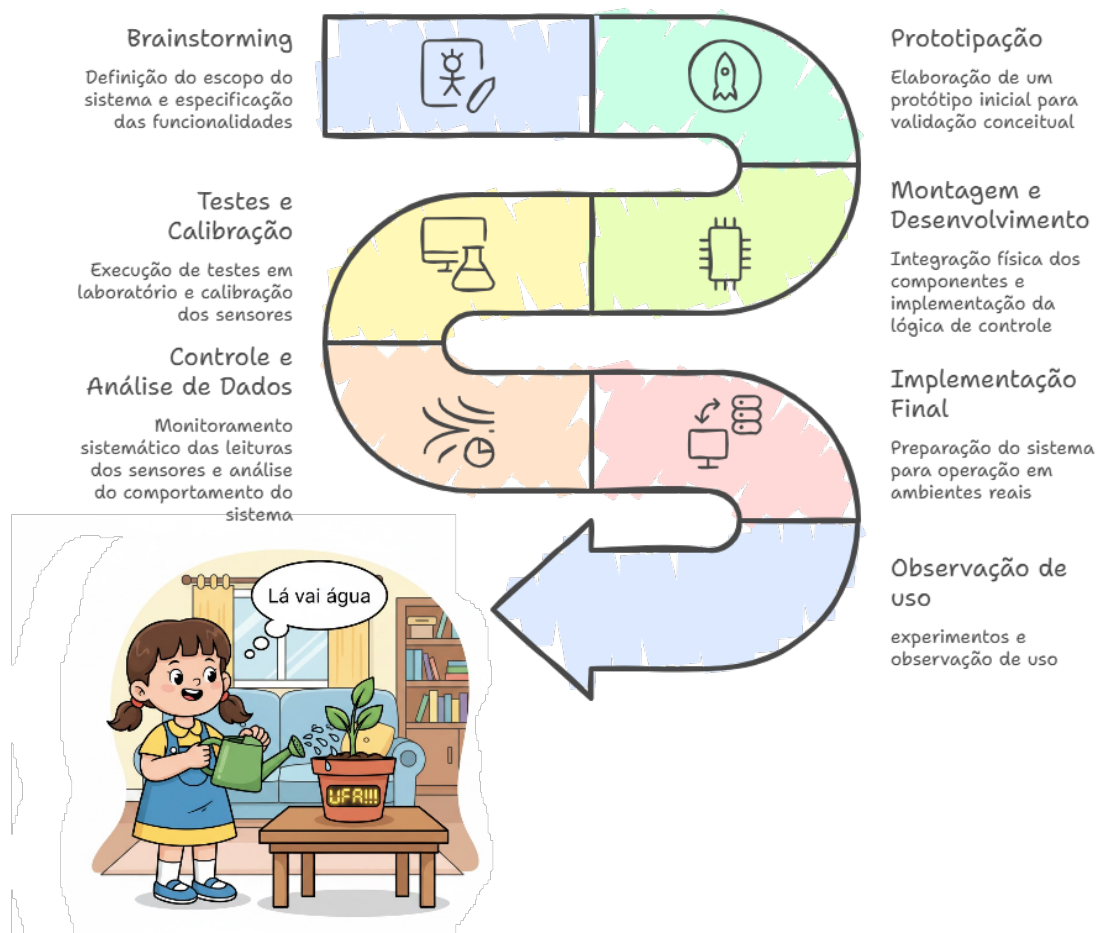 Brainstorming
Definição do escopo do
sistema e especificação
das funcionalidades
Prototipação
Elaboração de um
protótipo inicial para
validação conceitual
Montagem e
Desenvolvimento
Integração física dos
componentes e
implementação da
lógica de controle
Testes e
Calibração
Execução de testes em
laboratório e calibração
dos sensores
Controle e
Análise de Dados
Monitoramento
sistemático das leituras
dos sensores e análise
do comportamento do
sistema
Implementação
Final
Preparação do sistema
para operação em
ambientes reais
Observação de
uso
experimentos e
observação de uso
Lá vai água
UFA!!!